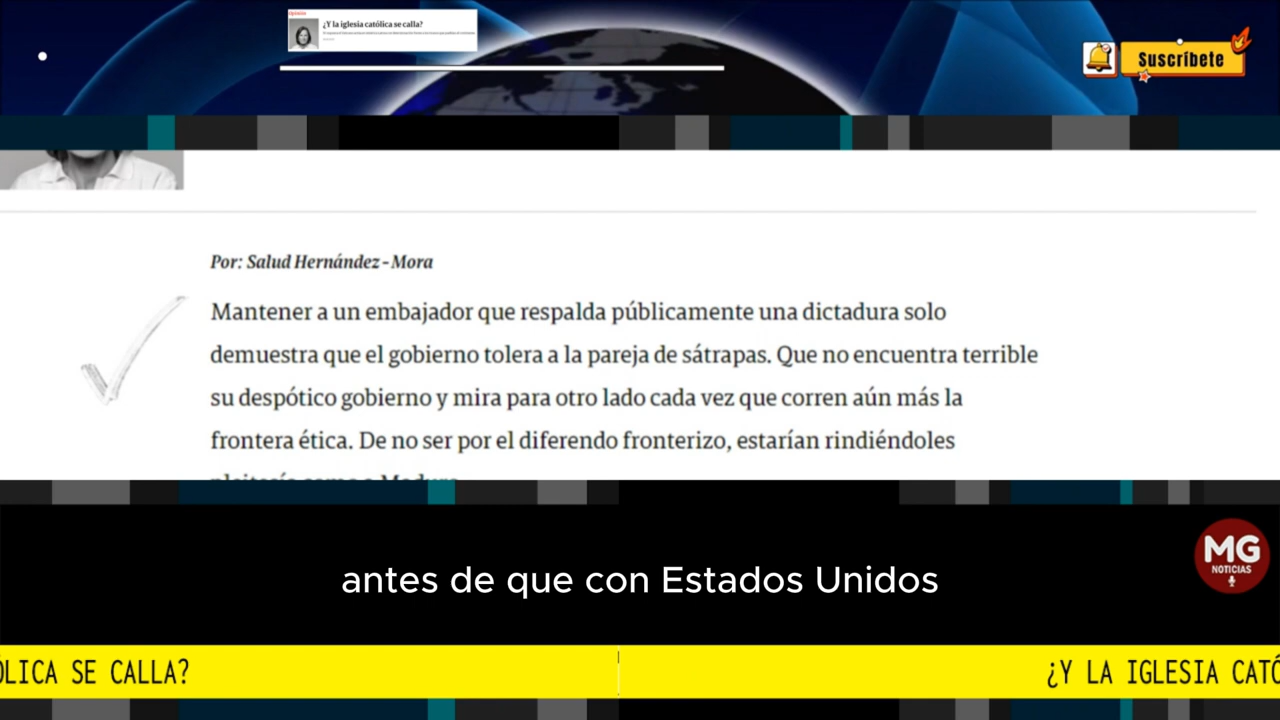 ¿Y la iglesia católica se calla?
Suscríbete
Por: Salud Hernández-Mora
Mantener a un embajador que respalda públicamente una dictadura solo
demuestra que el gobierno tolera a la pareja de sátrapas. Que no encuentra terrible
su despótico gobierno y mira para otro lado cada vez que corren aún más la
frontera ética. De no ser por el diferendo fronterizo, estarían rindiéndoles
antes de que con Estados Unidos
MG
NOTICIAS
ÓLICA SE CALLA? ¿Y LA IGLESIA CATÓ